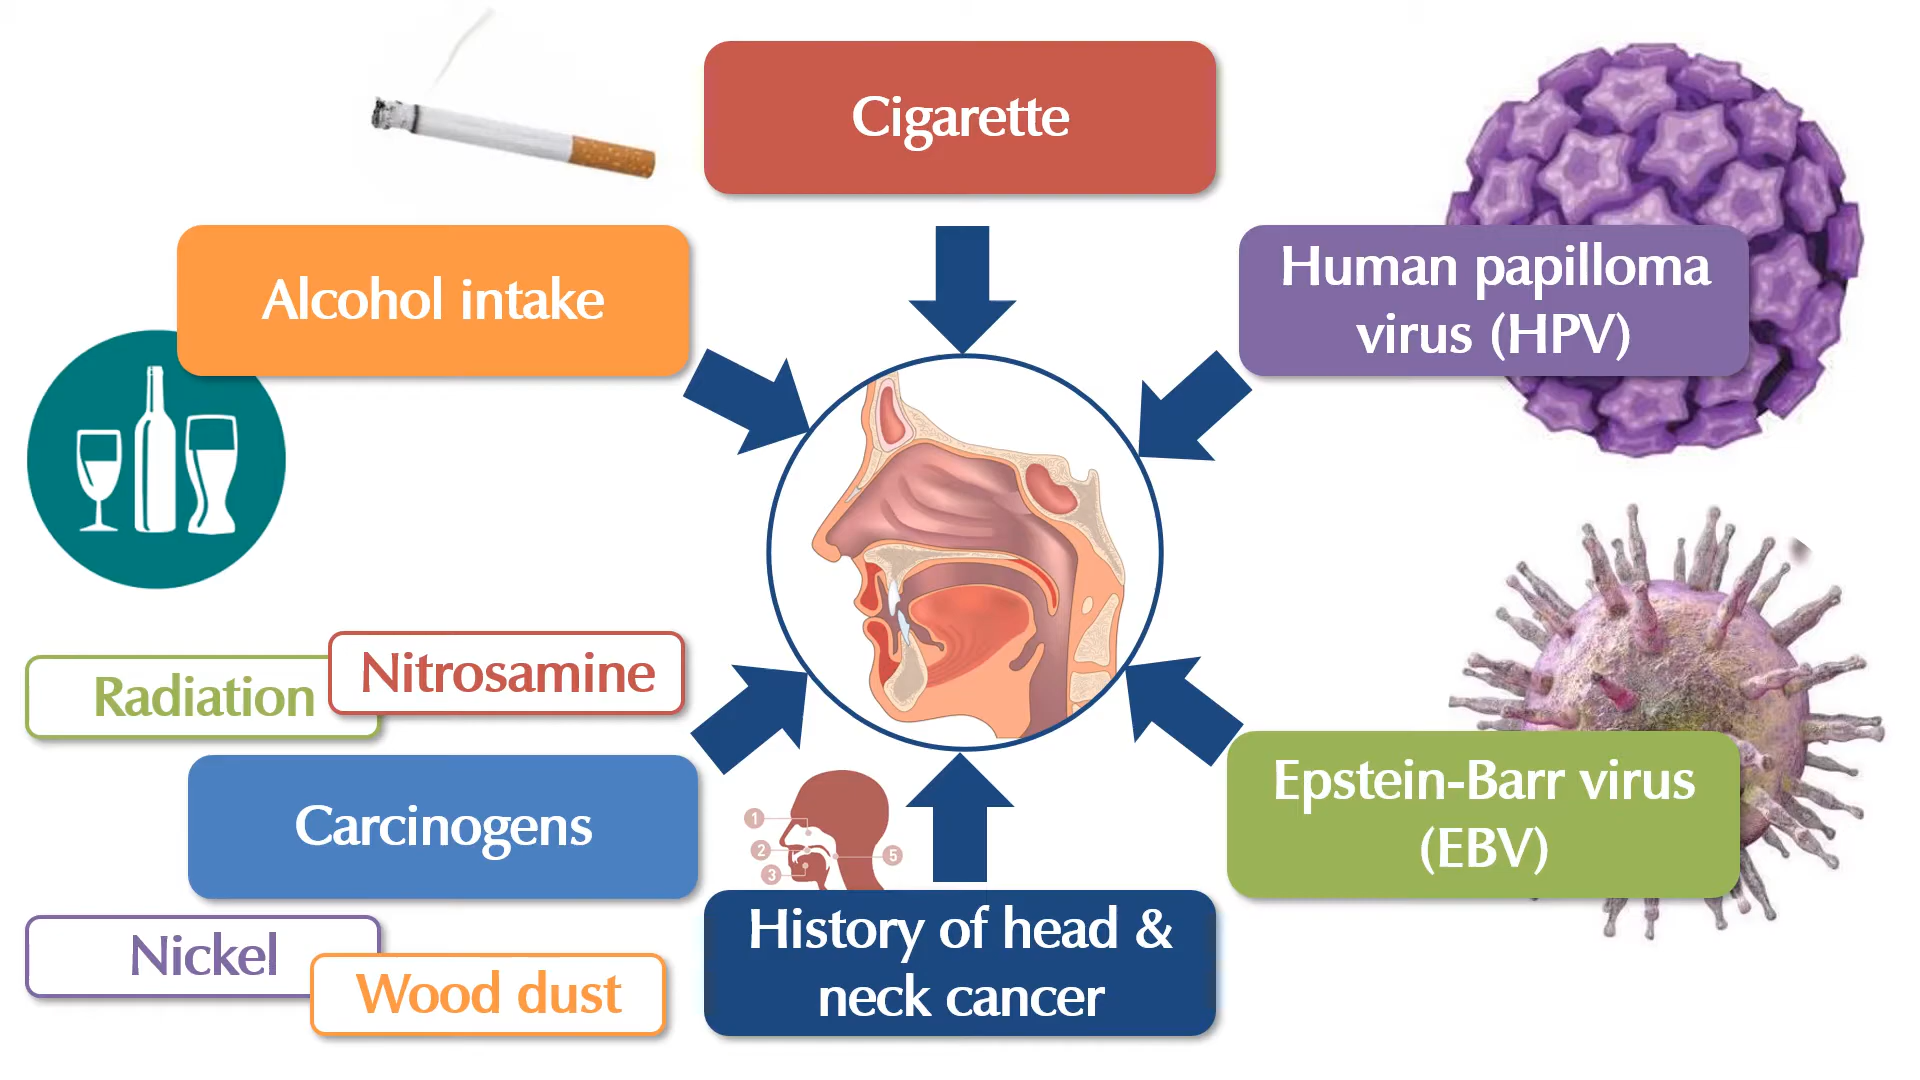 Cigarette
Alcohol intake
Human papilloma
virus (HPV)
Radiation
Nitrosamine
Carcinogens
Nickel
Wood dust
1
2
3
5
History of head &
neck cancer
Epstein-Barr virus
(EBV)